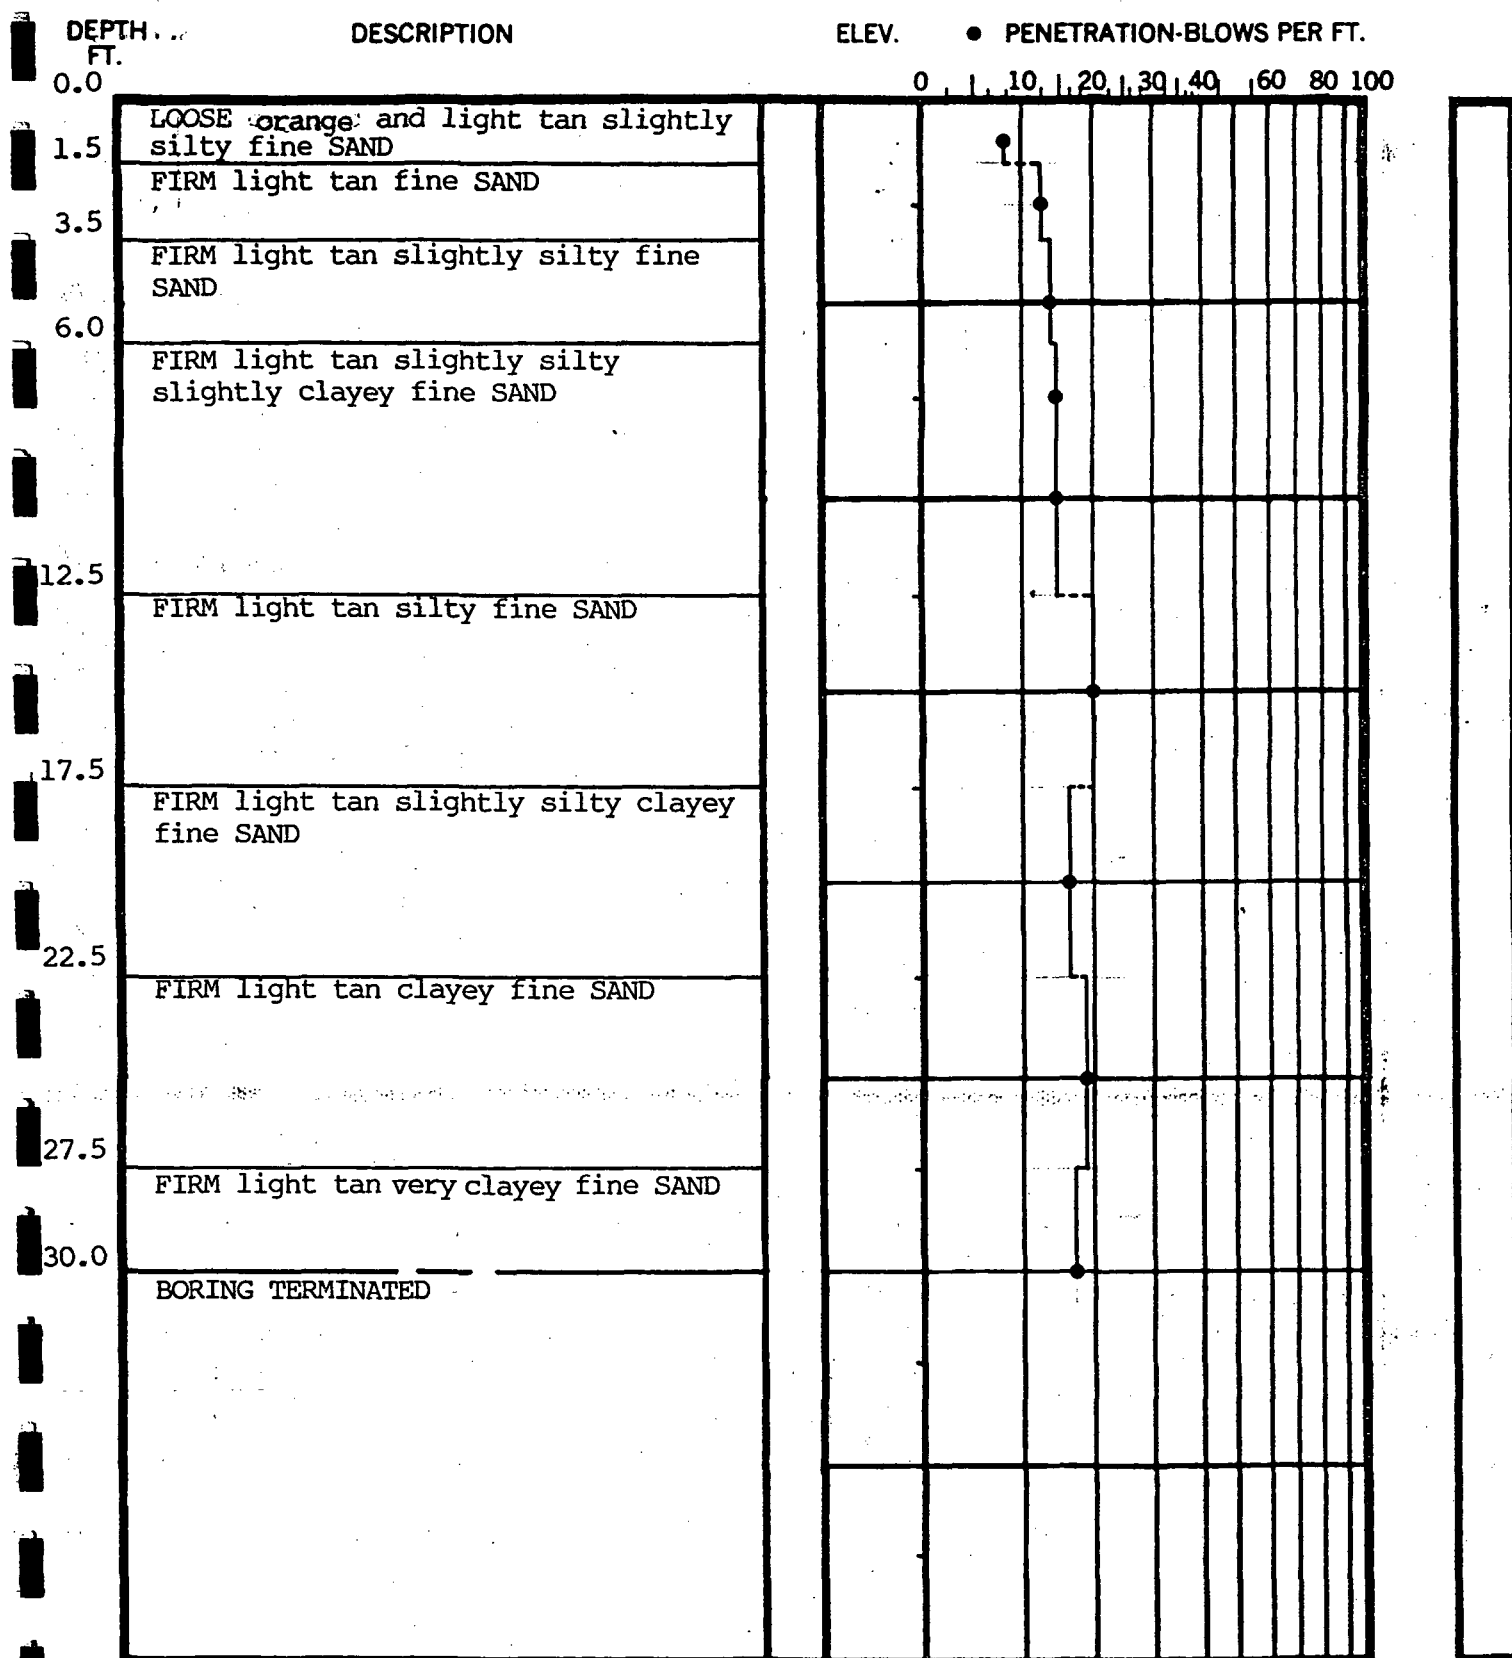 DEPTH DESCRIPTION ELEV. ● PENETRATION-BLOWS PER FT.
FT.
0.0 0 10 20 30 40 60 80 100
LOOSE orange and light tan slightly
1.5 silty fine SAND
FIRM light tan fine SAND
3.5
FIRM light tan slightly silty fine
SAND
6.0
FIRM light tan slightly silty
slightly clayey fine SAND
12.5
FIRM light tan silty fine SAND
17.5
FIRM light tan slightly silty clayey
fine SAND
22.5
FIRM light tan clayey fine SAND
27.5
FIRM light tan very clayey fine SAND
30.0
BORING TERMINATED